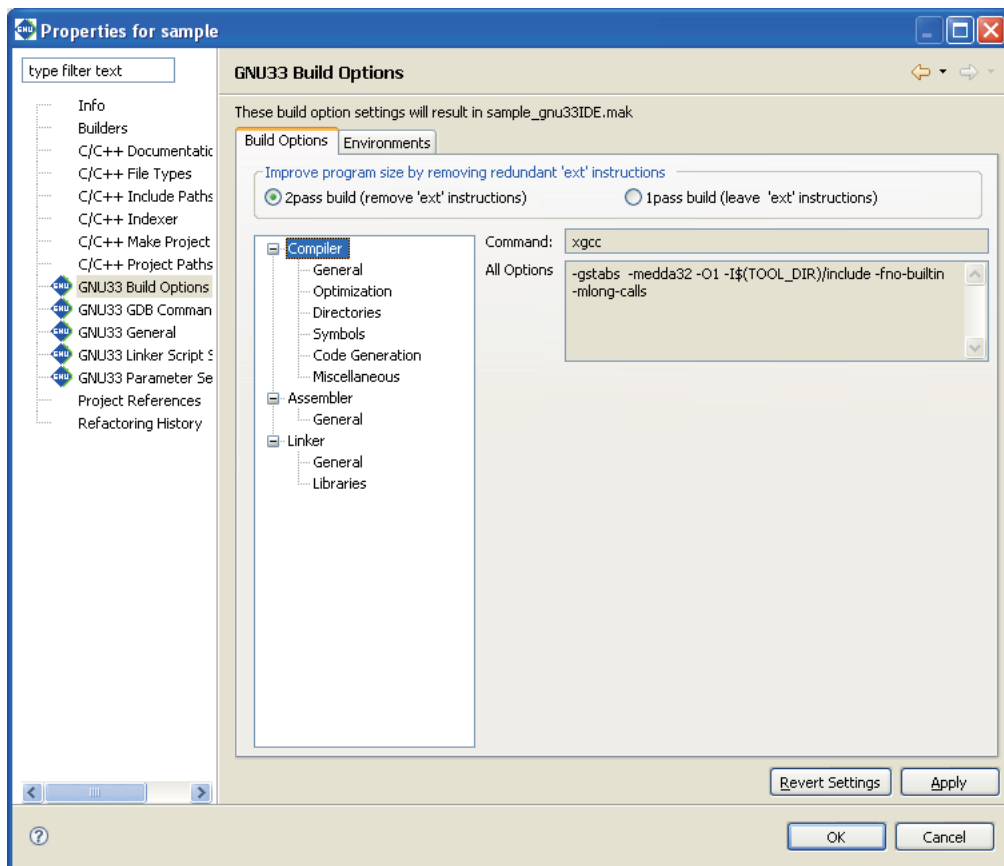 Properties for sample
type filter text
GNU33 Build Options
Info
Builders
C/C++ Documentatic
C/C++ File Types
C/C++ Include Paths
C/C++ Indexer
C/C++ Make Project
C/C++ Project Paths
GNU33 Build Options
GNU33 GDB Comman
GNU33 General
GNU33 Linker Script S
GNU33 Parameter Se
Project References
Refactoring History
These build option settings will result in sample_gnu33IDE.mak
Build Options
Environments
Improve program size by removing redundant 'ext' instructions
2pass build (remove 'ext' instructions)
1pass build (leave 'ext' instructions)
Compiler
General
Optimization
Directories
Symbols
Code Generation
Miscellaneous
Assembler
General
Linker
General
Libraries
Command:
xgcc
All Options
-gstabs -medda32 -O1 -I$(TOOL_DIR)/include -fno-builtin
-mlong-calls
Revert Settings
Apply
OK
Cancel